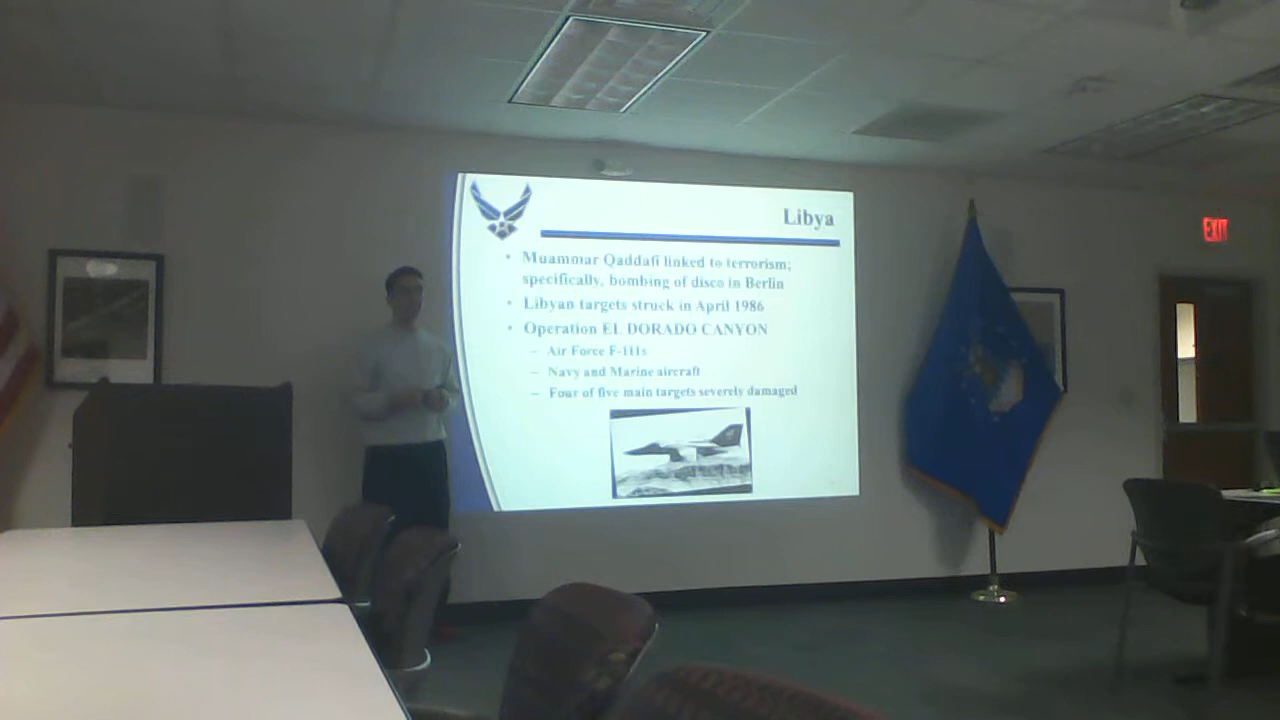 Libya
• Muammar Qaddafi linked to terrorism;
specifically, bombing of disco in Berlin
• Libyan targets struck in April 1986
• Operation EL DORADO CANYON
– Air Force F-111s
– Navy and Marine aircraft
– Four of five main targets severely damaged
EXIT